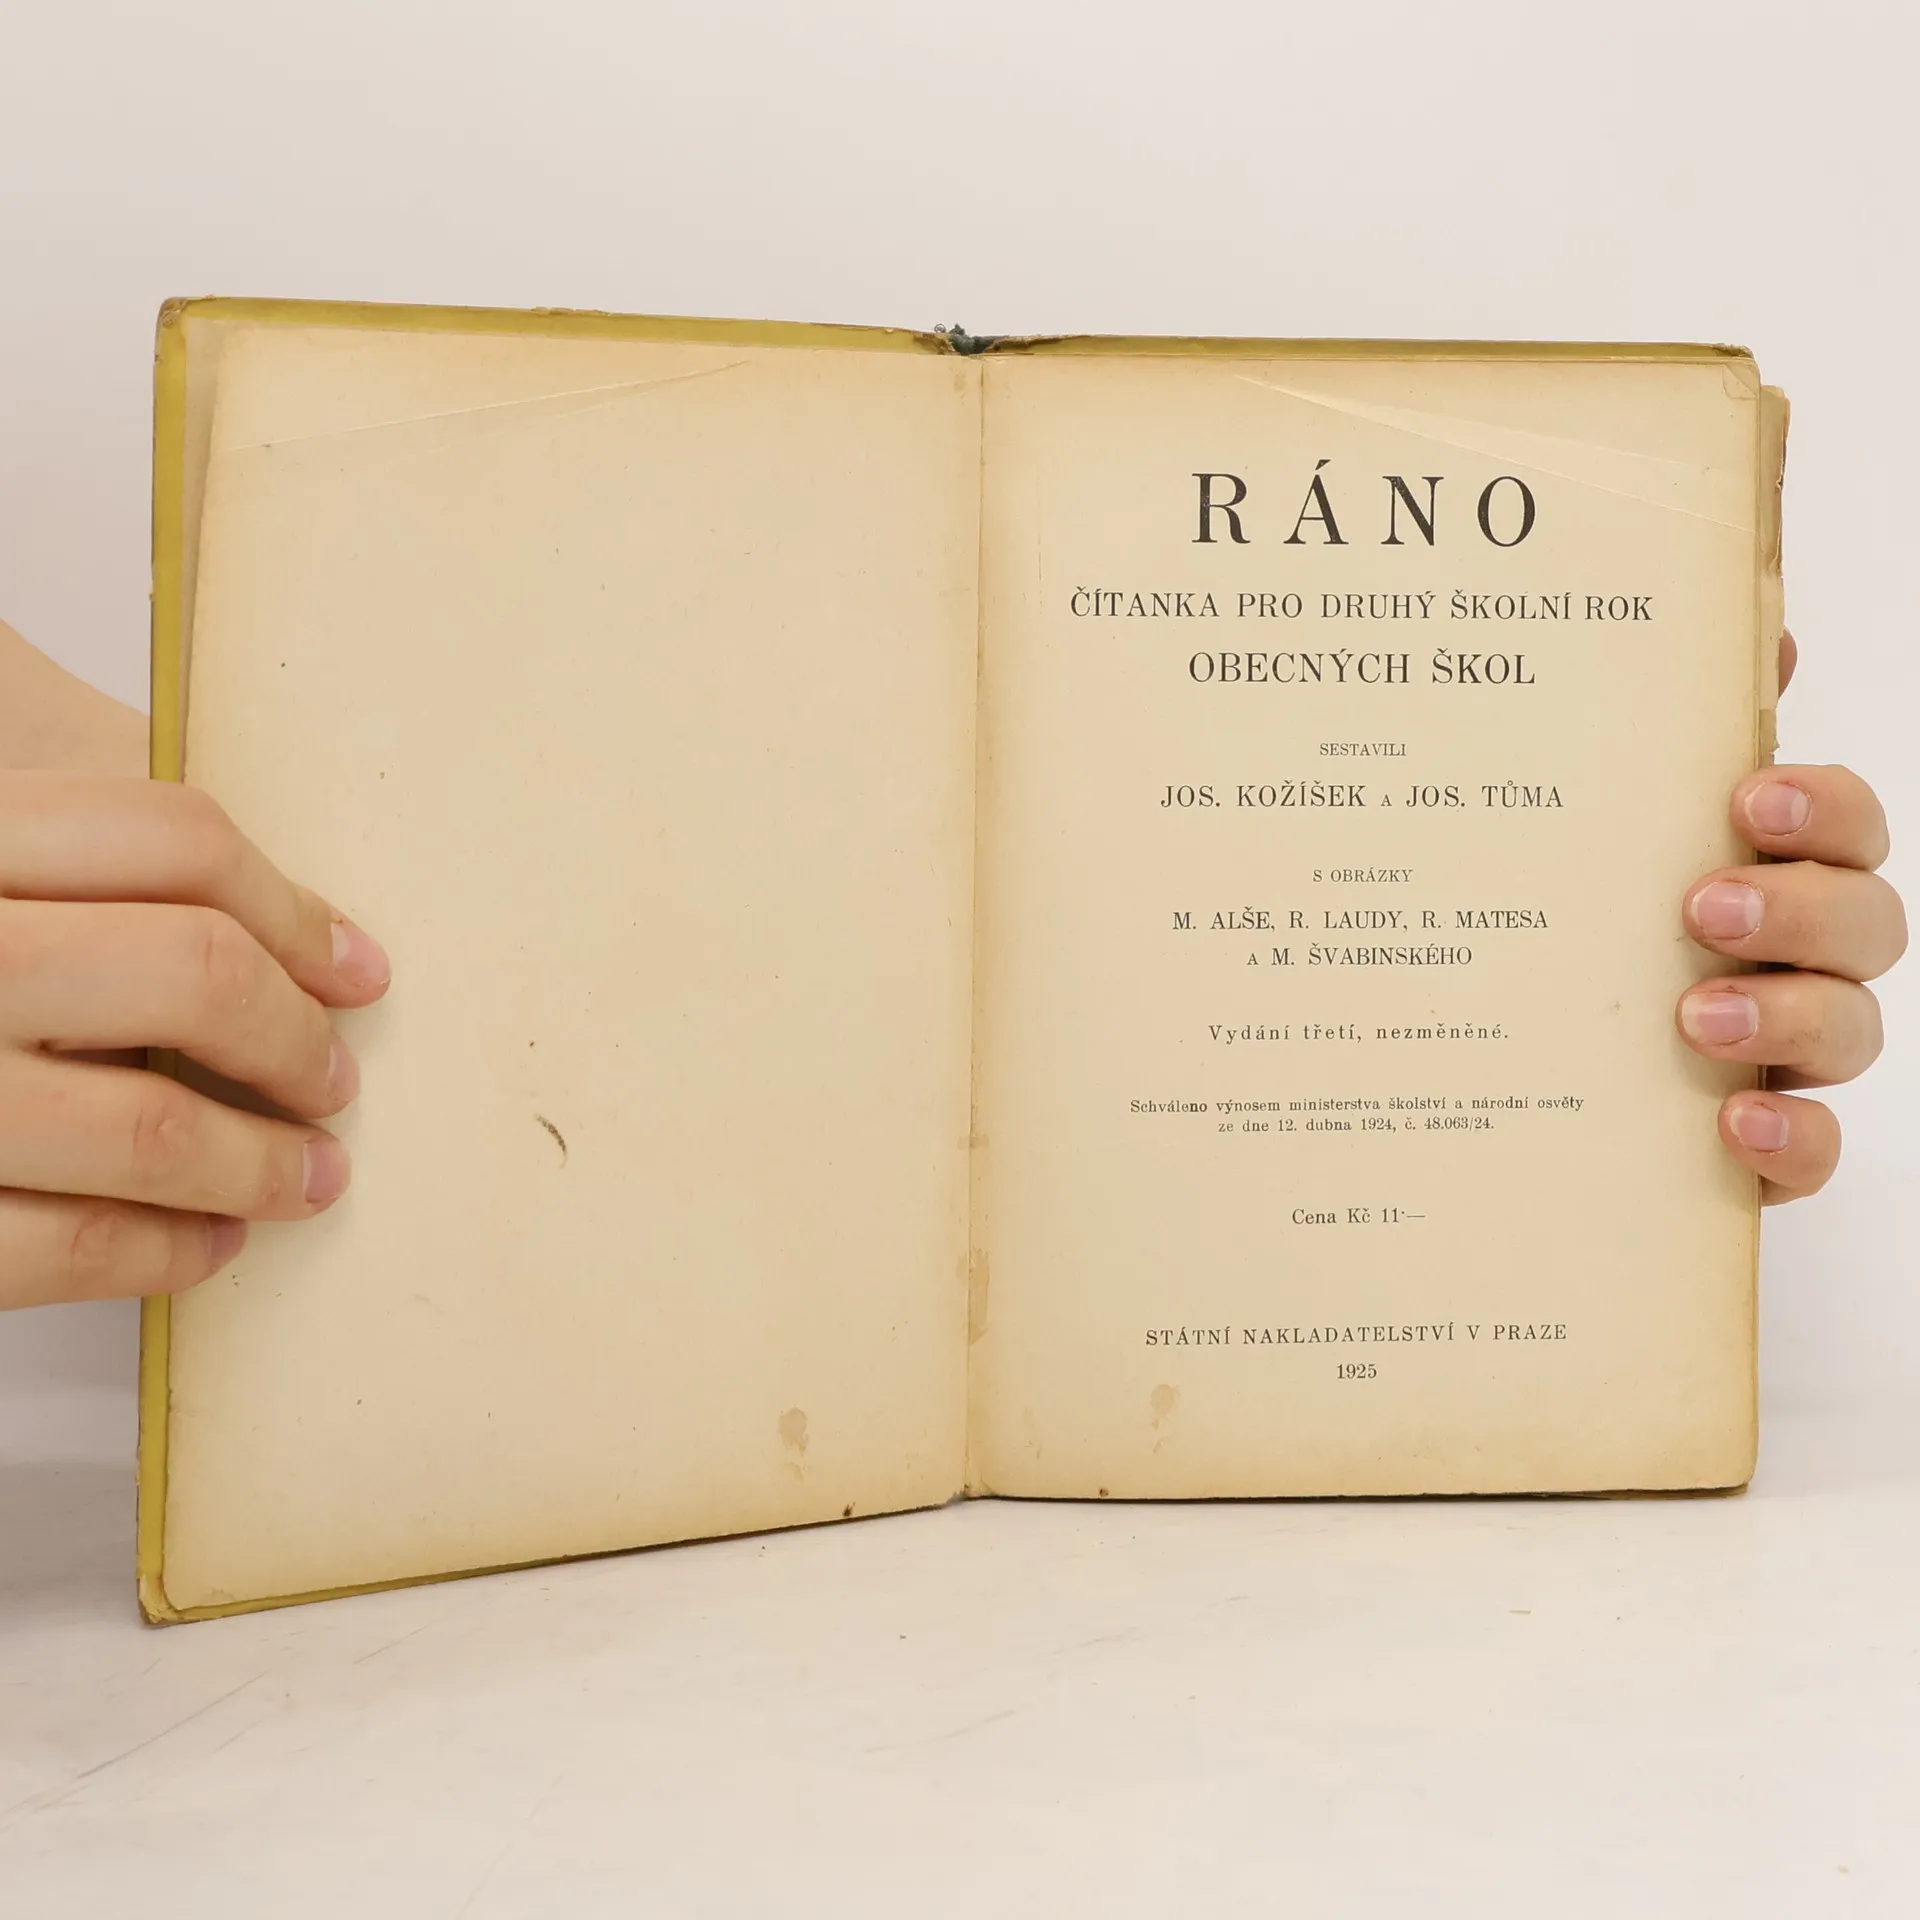 RÁNO
ČÍTANKA PRO DRUHÝ ŠKOLNÍ ROK
OBECNÝCH ŠKOL
SESTAVILI
JOS. KOŽÍŠEK A JOS. TŮMA
S OBRÁZKY
M. ALŠE, R. LAUDY, R. MATESA
A M. ŠVABINSKÉHO
Vydání třetí, nezměněné.
Schváleno výnosem ministerstva školství a národní osvěty
ze dne 12. dubna 1924, č. 48.063/24.
Cena Kč 11·—
STÁTNÍ NAKLADATELSTVÍ V PRAZE
1925